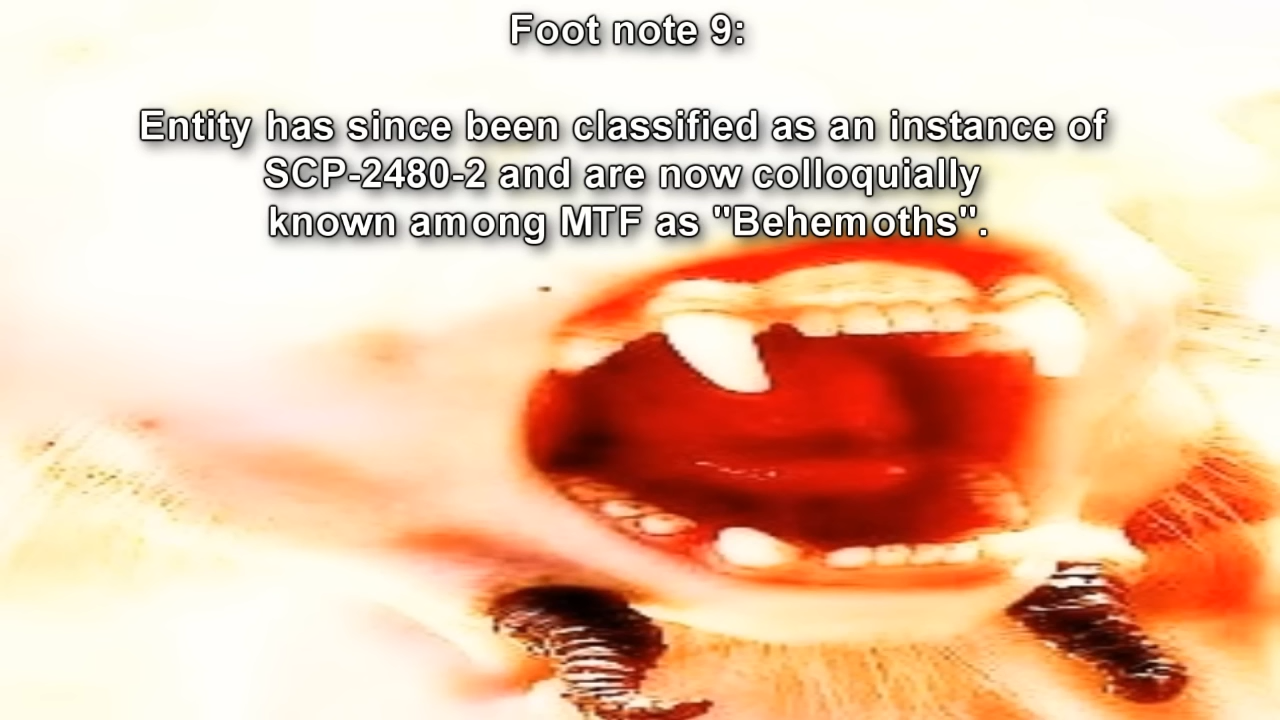 Foot note 9:
Entity has since been classified as an instance of
SCP-2480-2 and are now colloquially
known among MTF as "Behemoths".